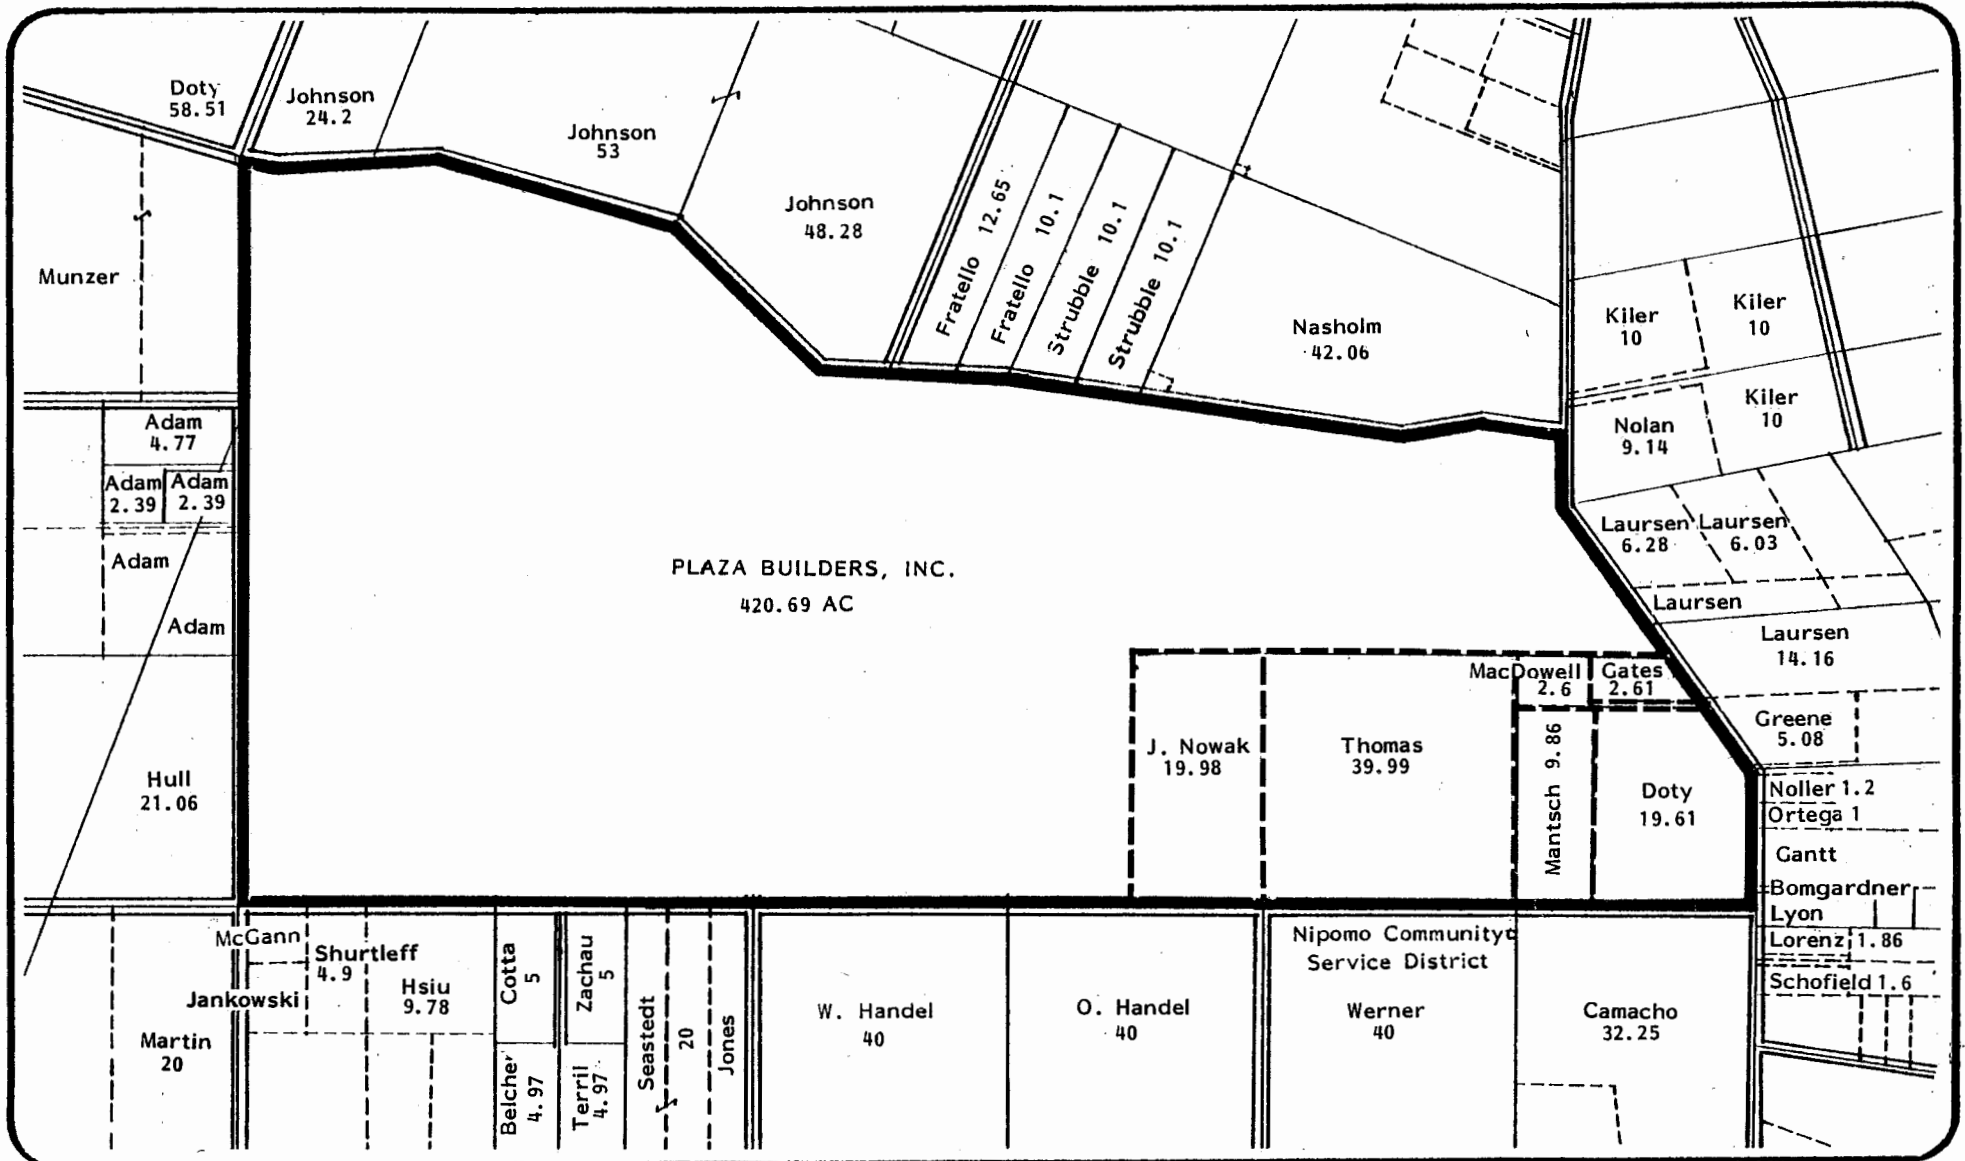 Doty
58.51
Johnson
24.2
Johnson
53
Johnson
48.28
Fratello 12.65
Fratello 10.1
Strubble 10.1
Strubble 10.1
Nasholm
42.06
Munzer
Kiler
10
Kiler
10
Kiler
10
Nolan
9.14
Adam
4.77
Adam
2.39
Adam
2.39
Adam
Adam
Laursen
6.28
Laursen
6.03
Laursen
Laursen
14.16
PLAZA BUILDERS, INC.
420.69 AC
MacDowell
2.6
Gates
2.61
Greene
5.08
J. Nowak
19.98
Thomas
39.99
Mantsch 9.86
Doty
19.61
Hull
21.06
Noller 1.2
Ortega 1
Gantt
Bomgardner
Lyon
Lorenz 1.86
Schofield 1.6
McGann
Shurtleff
4.9
Jankowski
Hsiu
9.78
Martin
20
Cotta
5
Zachau
5
Belcher
4.97
Terril
4.97
Seastedt
20
Jones
W. Handel
40
O. Handel
40
Nipomo Community
Service District
Werner
40
Camacho
32.25